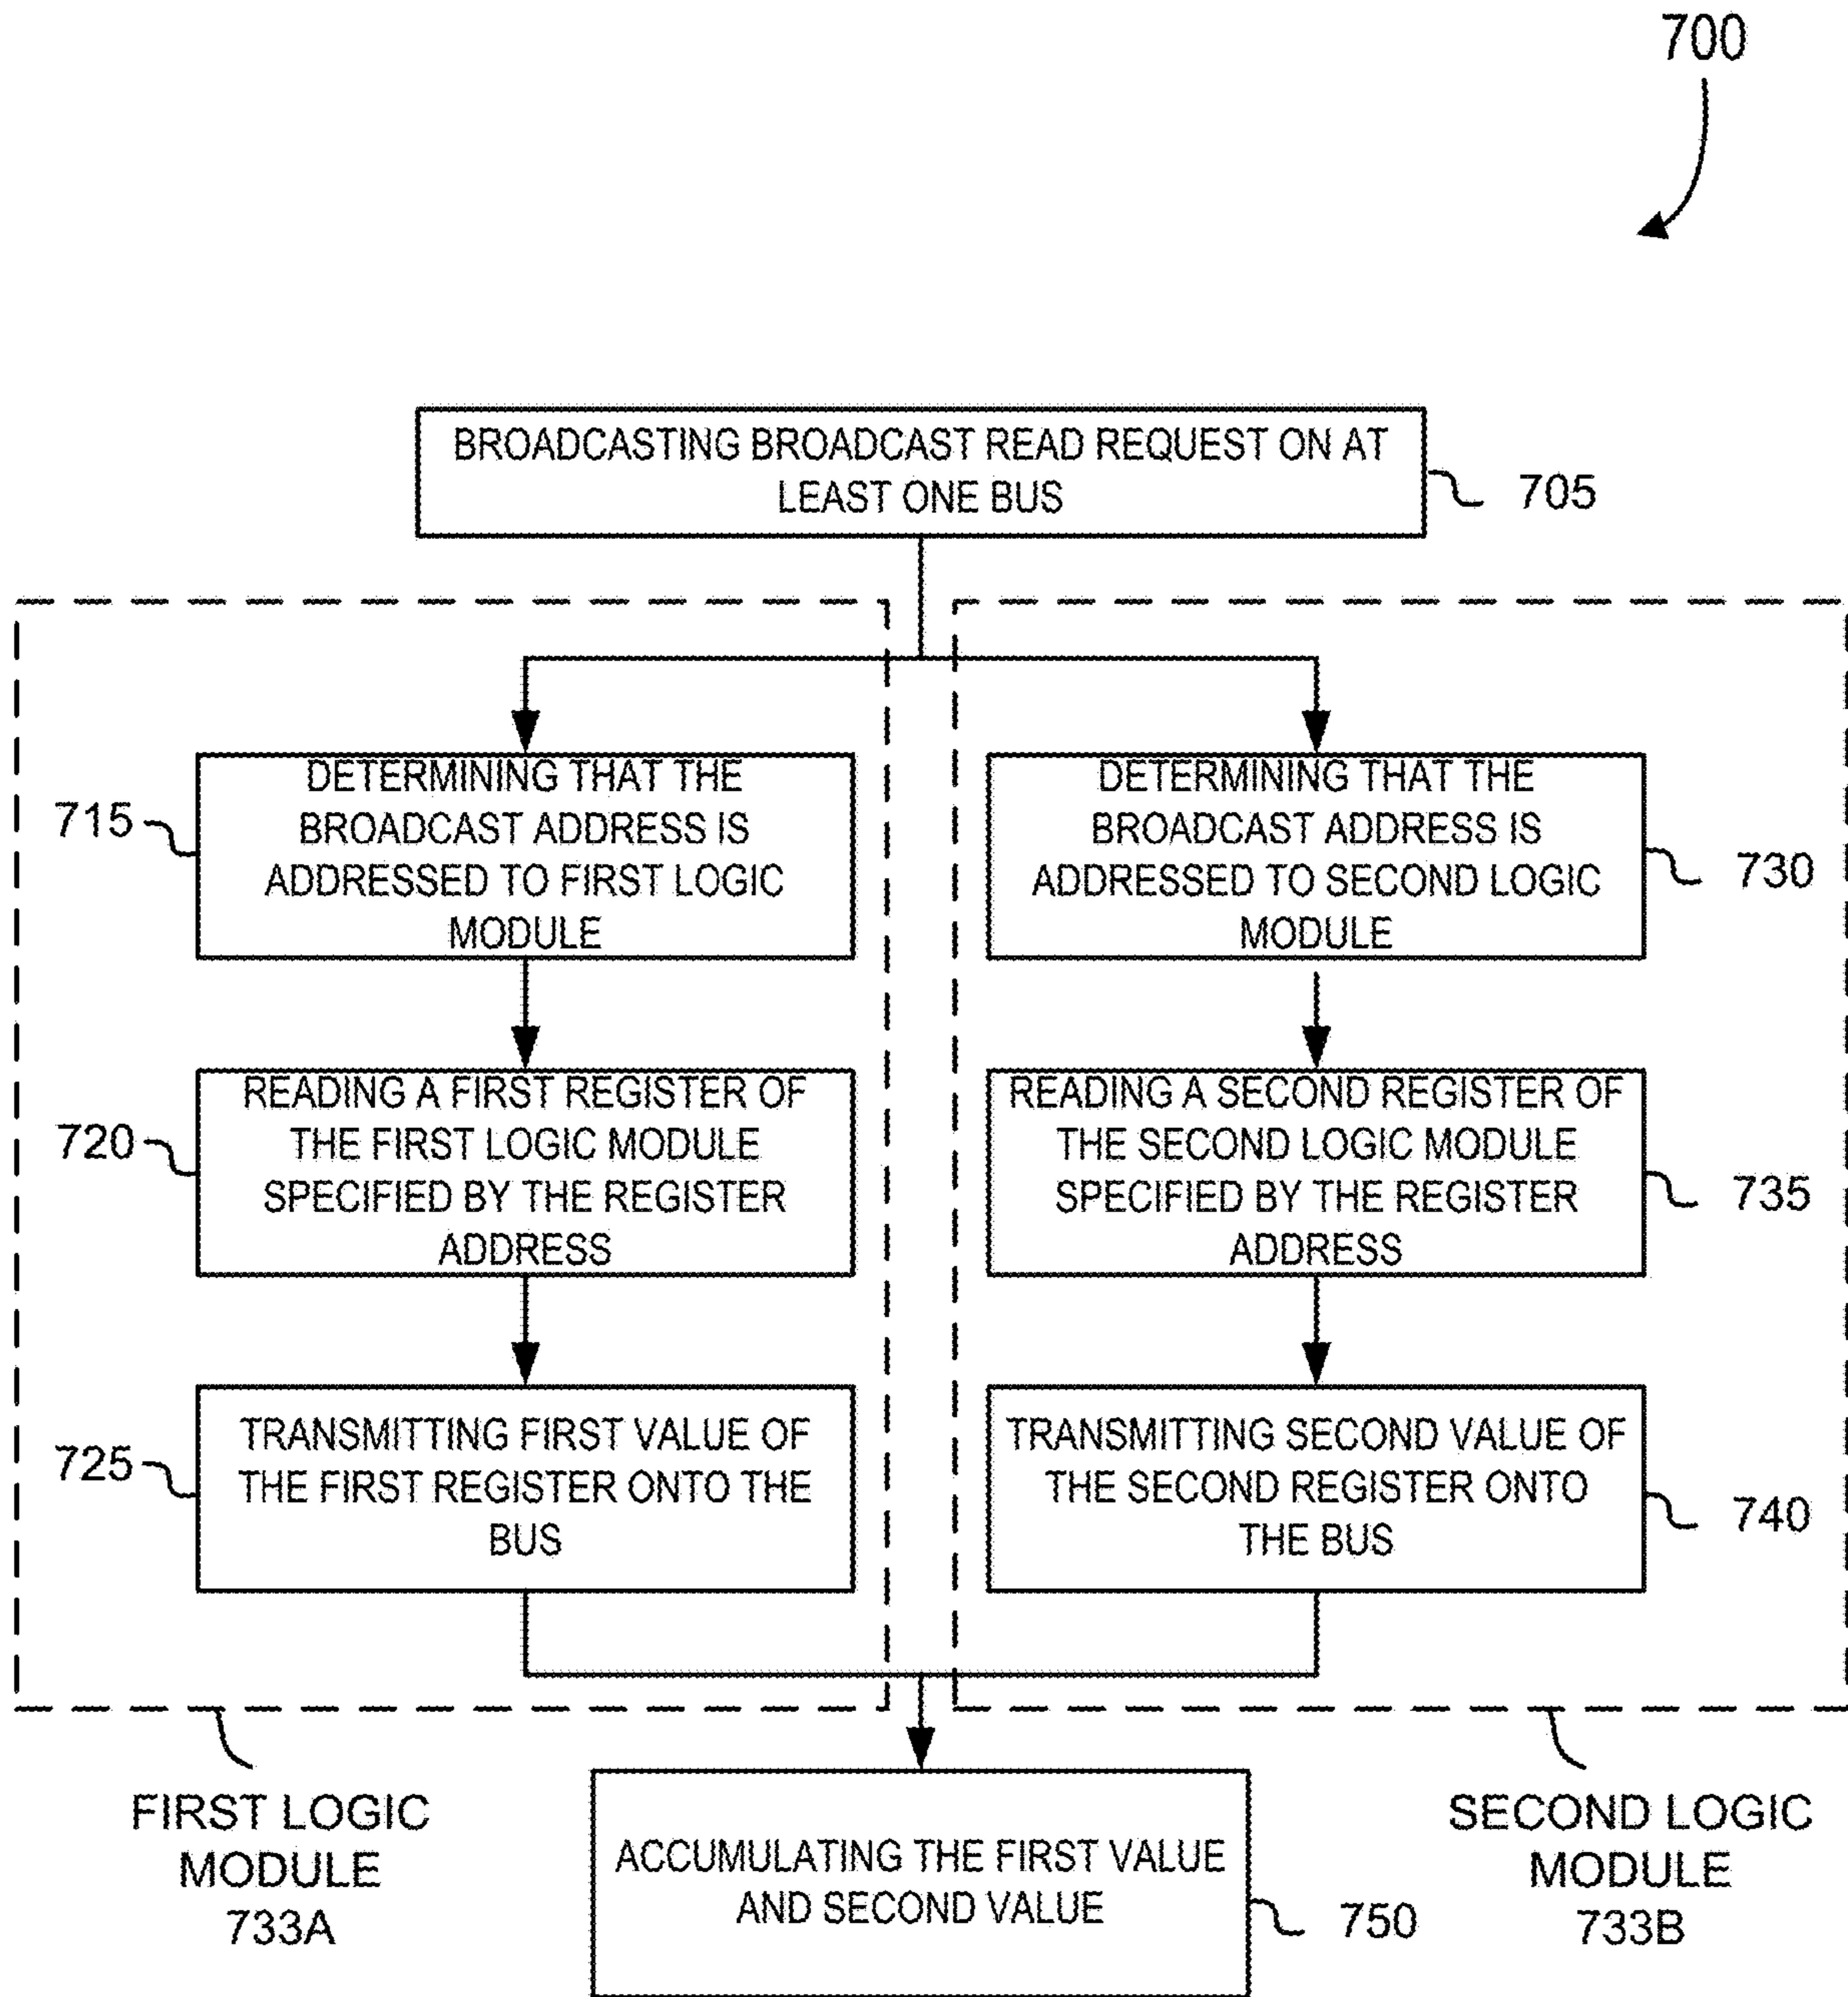 700
BROADCASTING BROADCAST READ REQUEST ON AT
LEAST ONE BUS
705
DETERMINING THAT THE
BROADCAST ADDRESS IS
ADDRESSED TO FIRST LOGIC
MODULE
715
DETERMINING THAT THE
BROADCAST ADDRESS IS
ADDRESSED TO SECOND LOGIC
MODULE
730
READING A FIRST REGISTER OF
THE FIRST LOGIC MODULE
SPECIFIED BY THE REGISTER
ADDRESS
720
READING A SECOND REGISTER OF
THE SECOND LOGIC MODULE
SPECIFIED BY THE REGISTER
ADDRESS
735
TRANSMITTING FIRST VALUE OF
THE FIRST REGISTER ONTO THE
BUS
725
TRANSMITTING SECOND VALUE OF
THE SECOND REGISTER ONTO
THE BUS
740
FIRST LOGIC
MODULE
733A
ACCUMULATING THE FIRST VALUE
AND SECOND VALUE
750
SECOND LOGIC
MODULE
733B